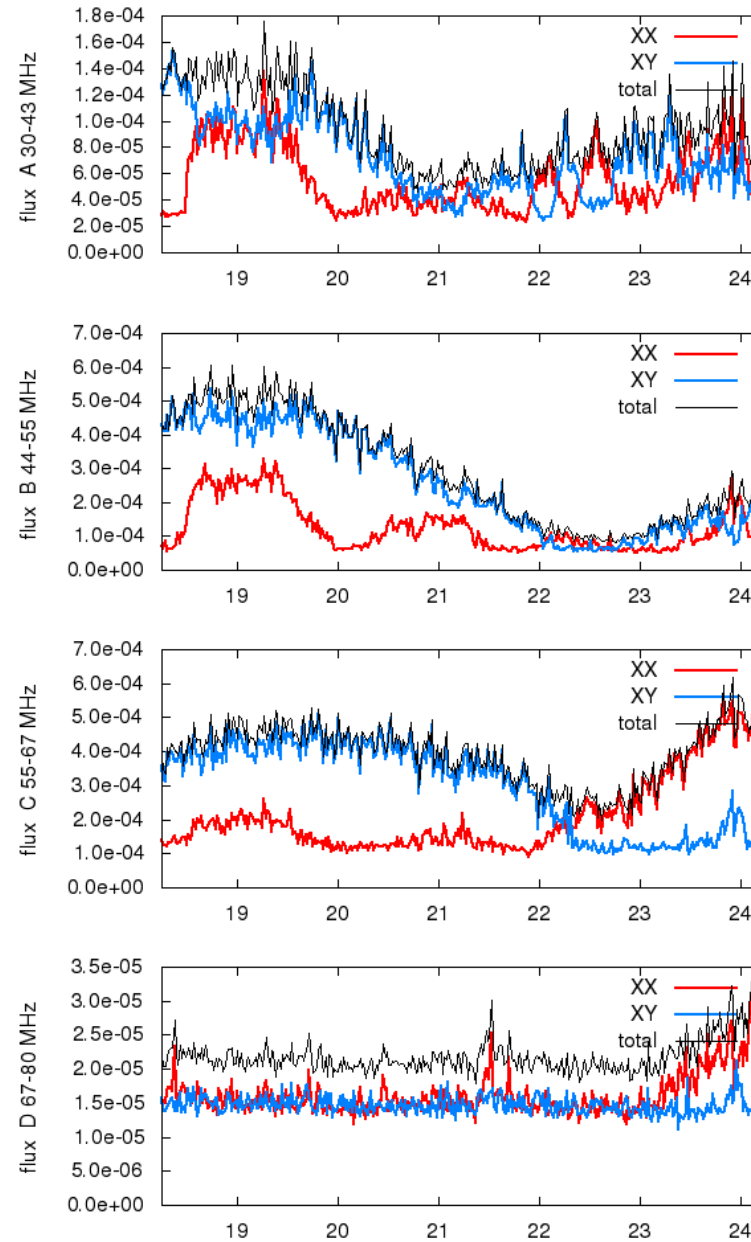 flux A 30-43 MHz
1.8e-04
1.6e-04
1.4e-04
1.2e-04
1.0e-04
8.0e-05
6.0e-05
4.0e-05
2.0e-05
0.0e+00
XX
XY
total
19 20 21 22 23 24
flux B 44-55 MHz
7.0e-04
6.0e-04
5.0e-04
4.0e-04
3.0e-04
2.0e-04
1.0e-04
0.0e+00
XX
XY
total
19 20 21 22 23 24
flux C 55-67 MHz
7.0e-04
6.0e-04
5.0e-04
4.0e-04
3.0e-04
2.0e-04
1.0e-04
0.0e+00
XX
XY
total
19 20 21 22 23 24
flux D 67-80 MHz
3.5e-05
3.0e-05
2.5e-05
2.0e-05
1.5e-05
1.0e-05
5.0e-06
0.0e+00
XX
XY
total
19 20 21 22 23 24